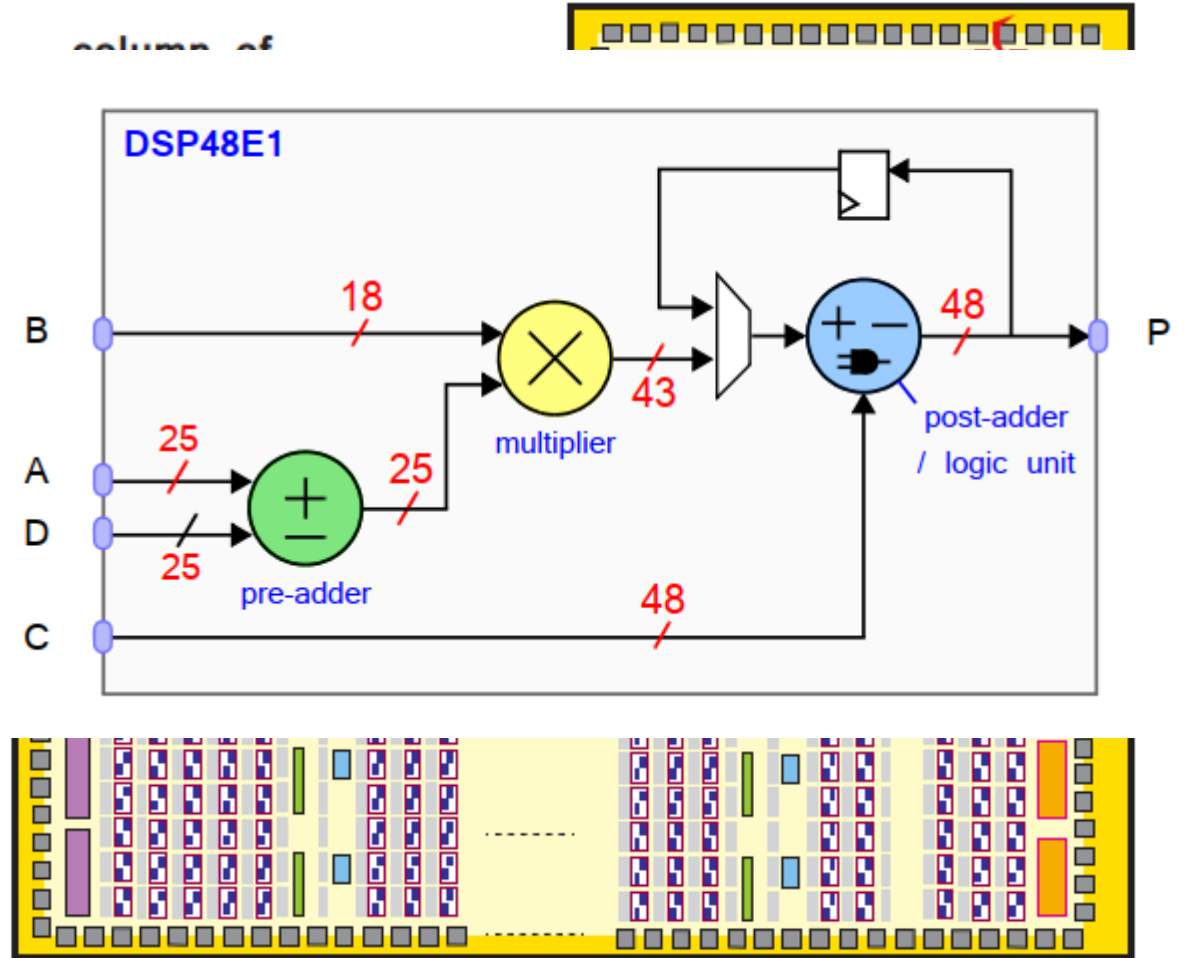 column of
DSP48E1
18
48
B
P
43
multiplier
post-adder
/ logic unit
25
A
25
D
25
pre-adder
48
C